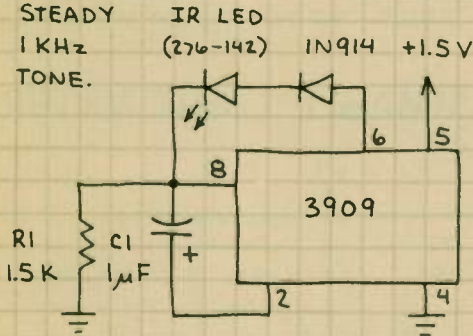 STEADY
1 KHz
TONE.
IR LED
(276-142)
1N914
+1.5 V
6
5
8
3909
R1
1.5K
C1
1µF
+
2
4